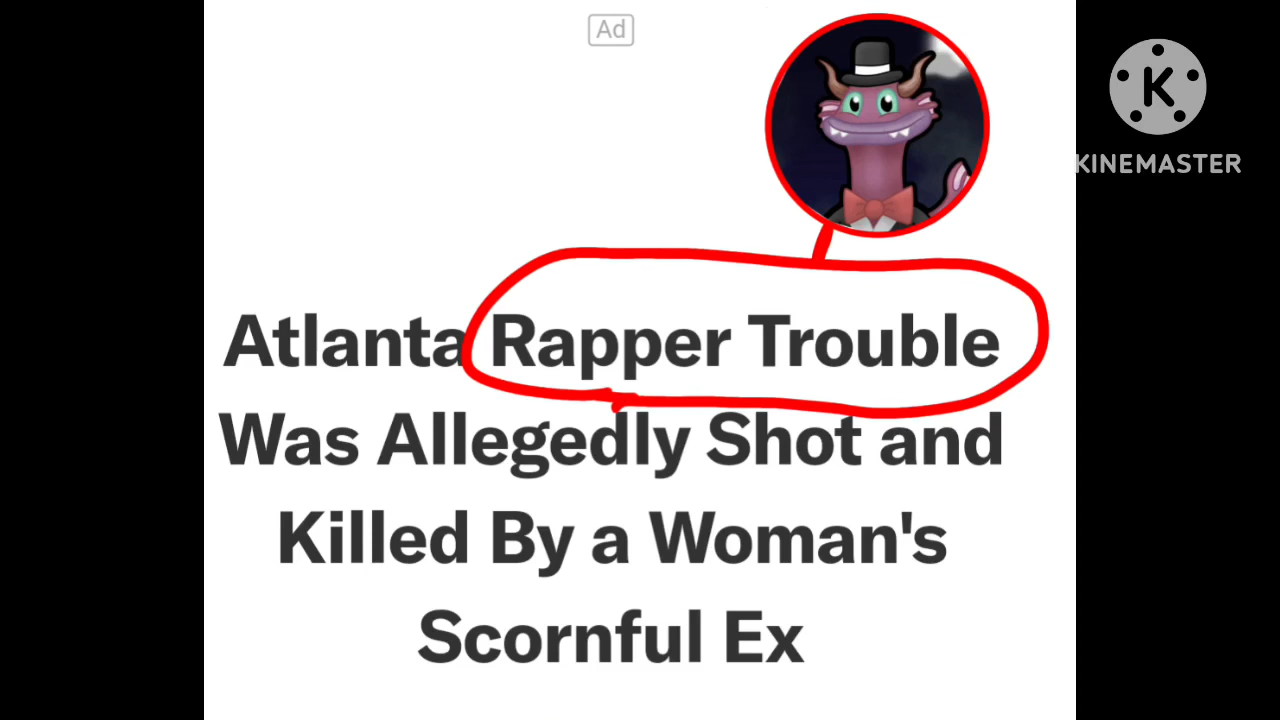 Ad
K
KINEMASTER
Atlanta Rapper Trouble
Was Allegedly Shot and
Killed By a Woman's
Scornful Ex